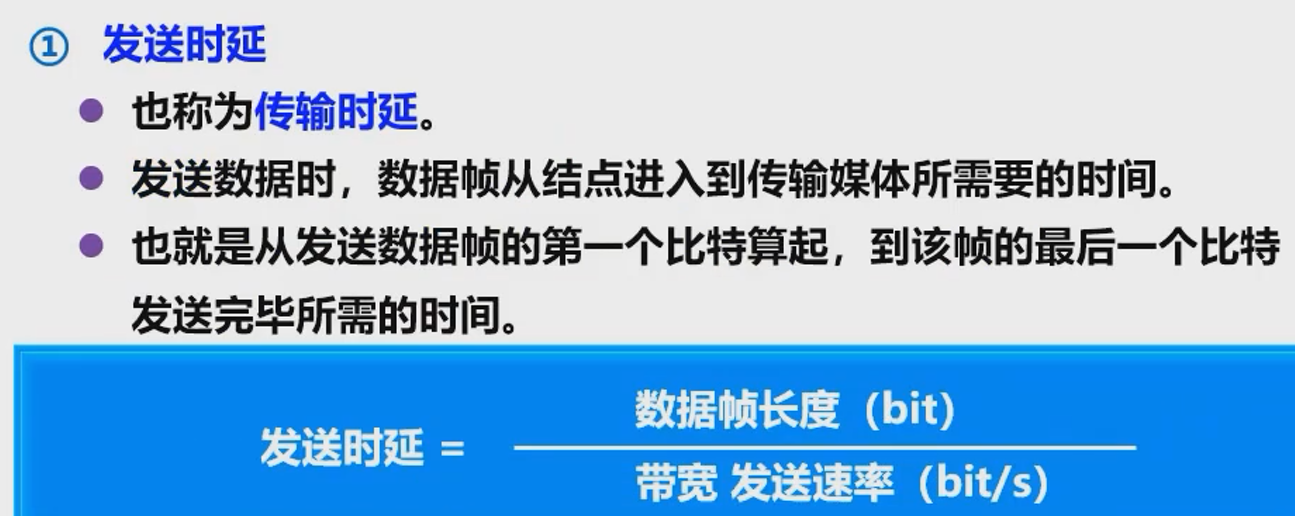 ① 发送时延
● 也称为传输时延。
● 发送数据时，数据帧从结点进入到传输媒体所需要的时间。
● 也就是从发送数据帧的第一个比特算起，到该帧的最后一个比特
发送完毕所需的时间。
数据帧长度（bit）
发送时延 =
带宽 发送速率（bit/s）